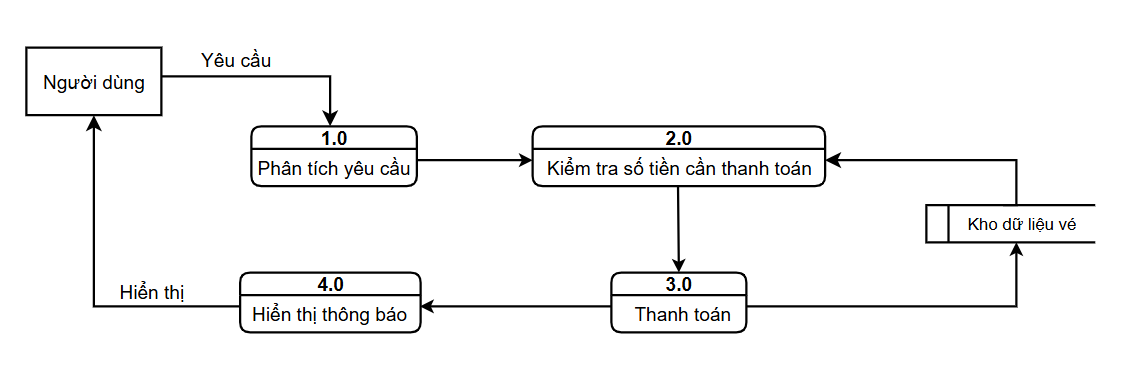 Yêu cầu
Người dùng
1.0
Phân tích yêu cầu
2.0
Kiểm tra số tiền cần thanh toán
Kho dữ liệu vé
Hiển thị
4.0
Hiển thị thông báo
3.0
Thanh toán